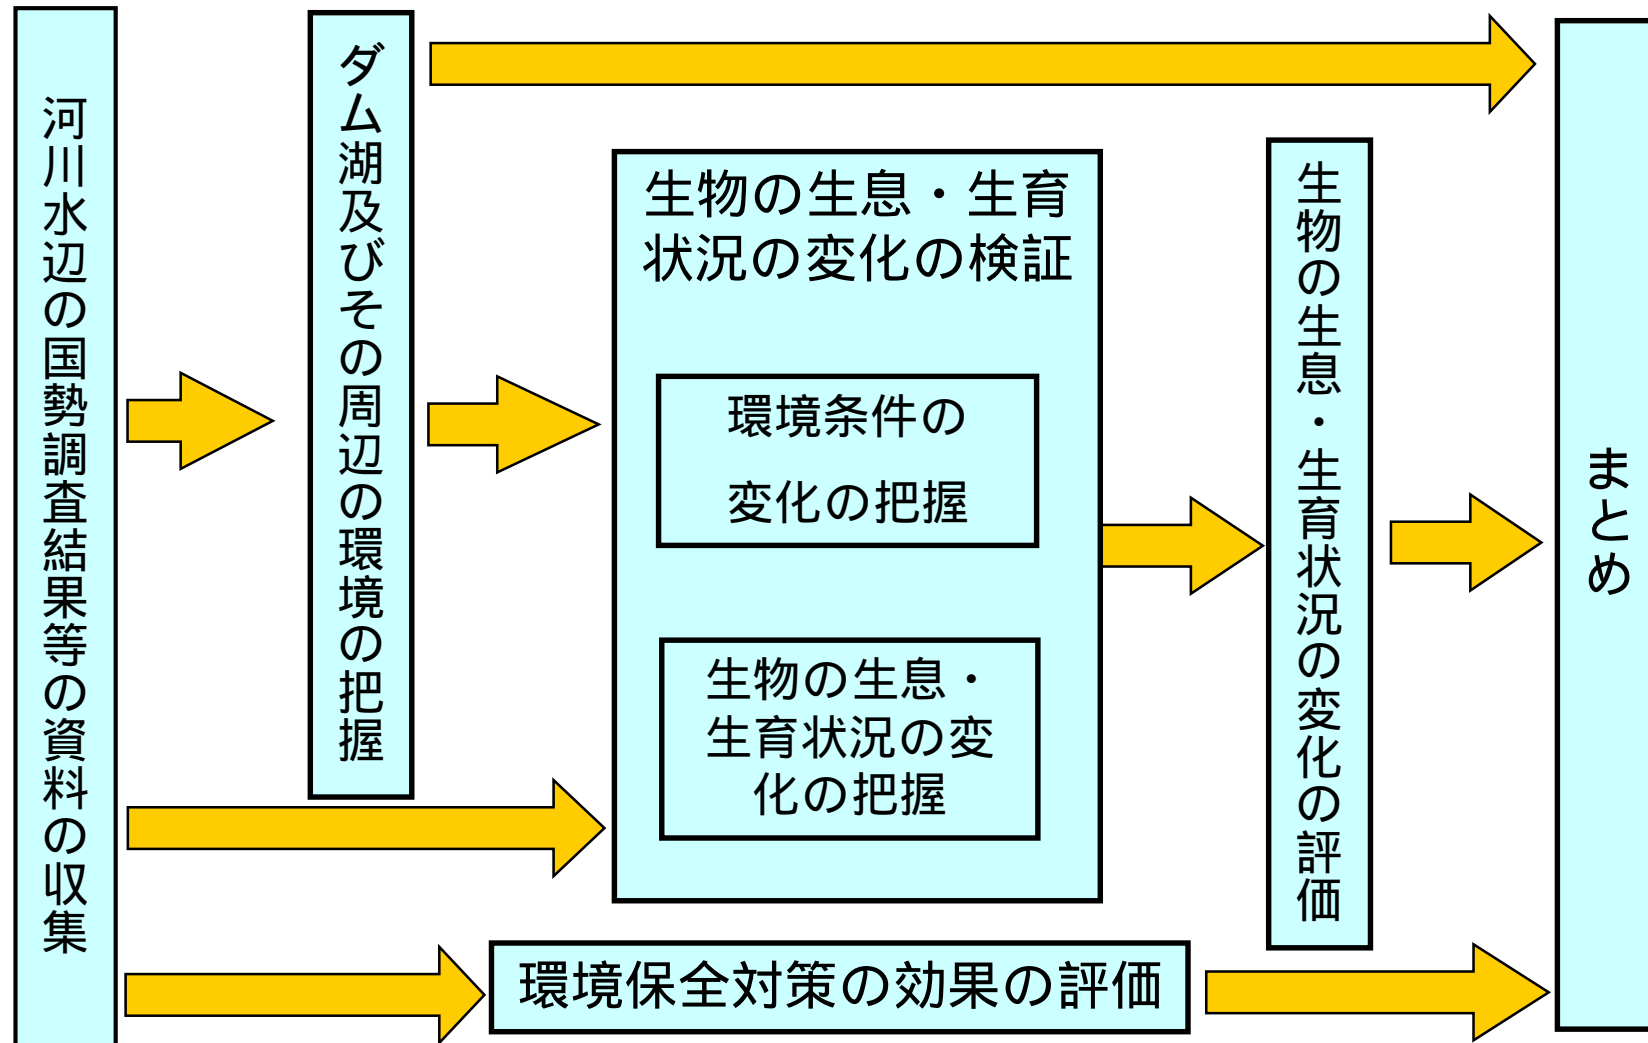 河川水辺の国勢調査結果等の資料の収集
ダム湖及びその周辺の環境の把握
生物の生息・生育
状況の変化の検証
環境条件の
変化の把握
生物の生息・
生育状況の変
化の把握
生物の生息・生育状況の変化の評価
環境保全対策の効果の評価
まとめ